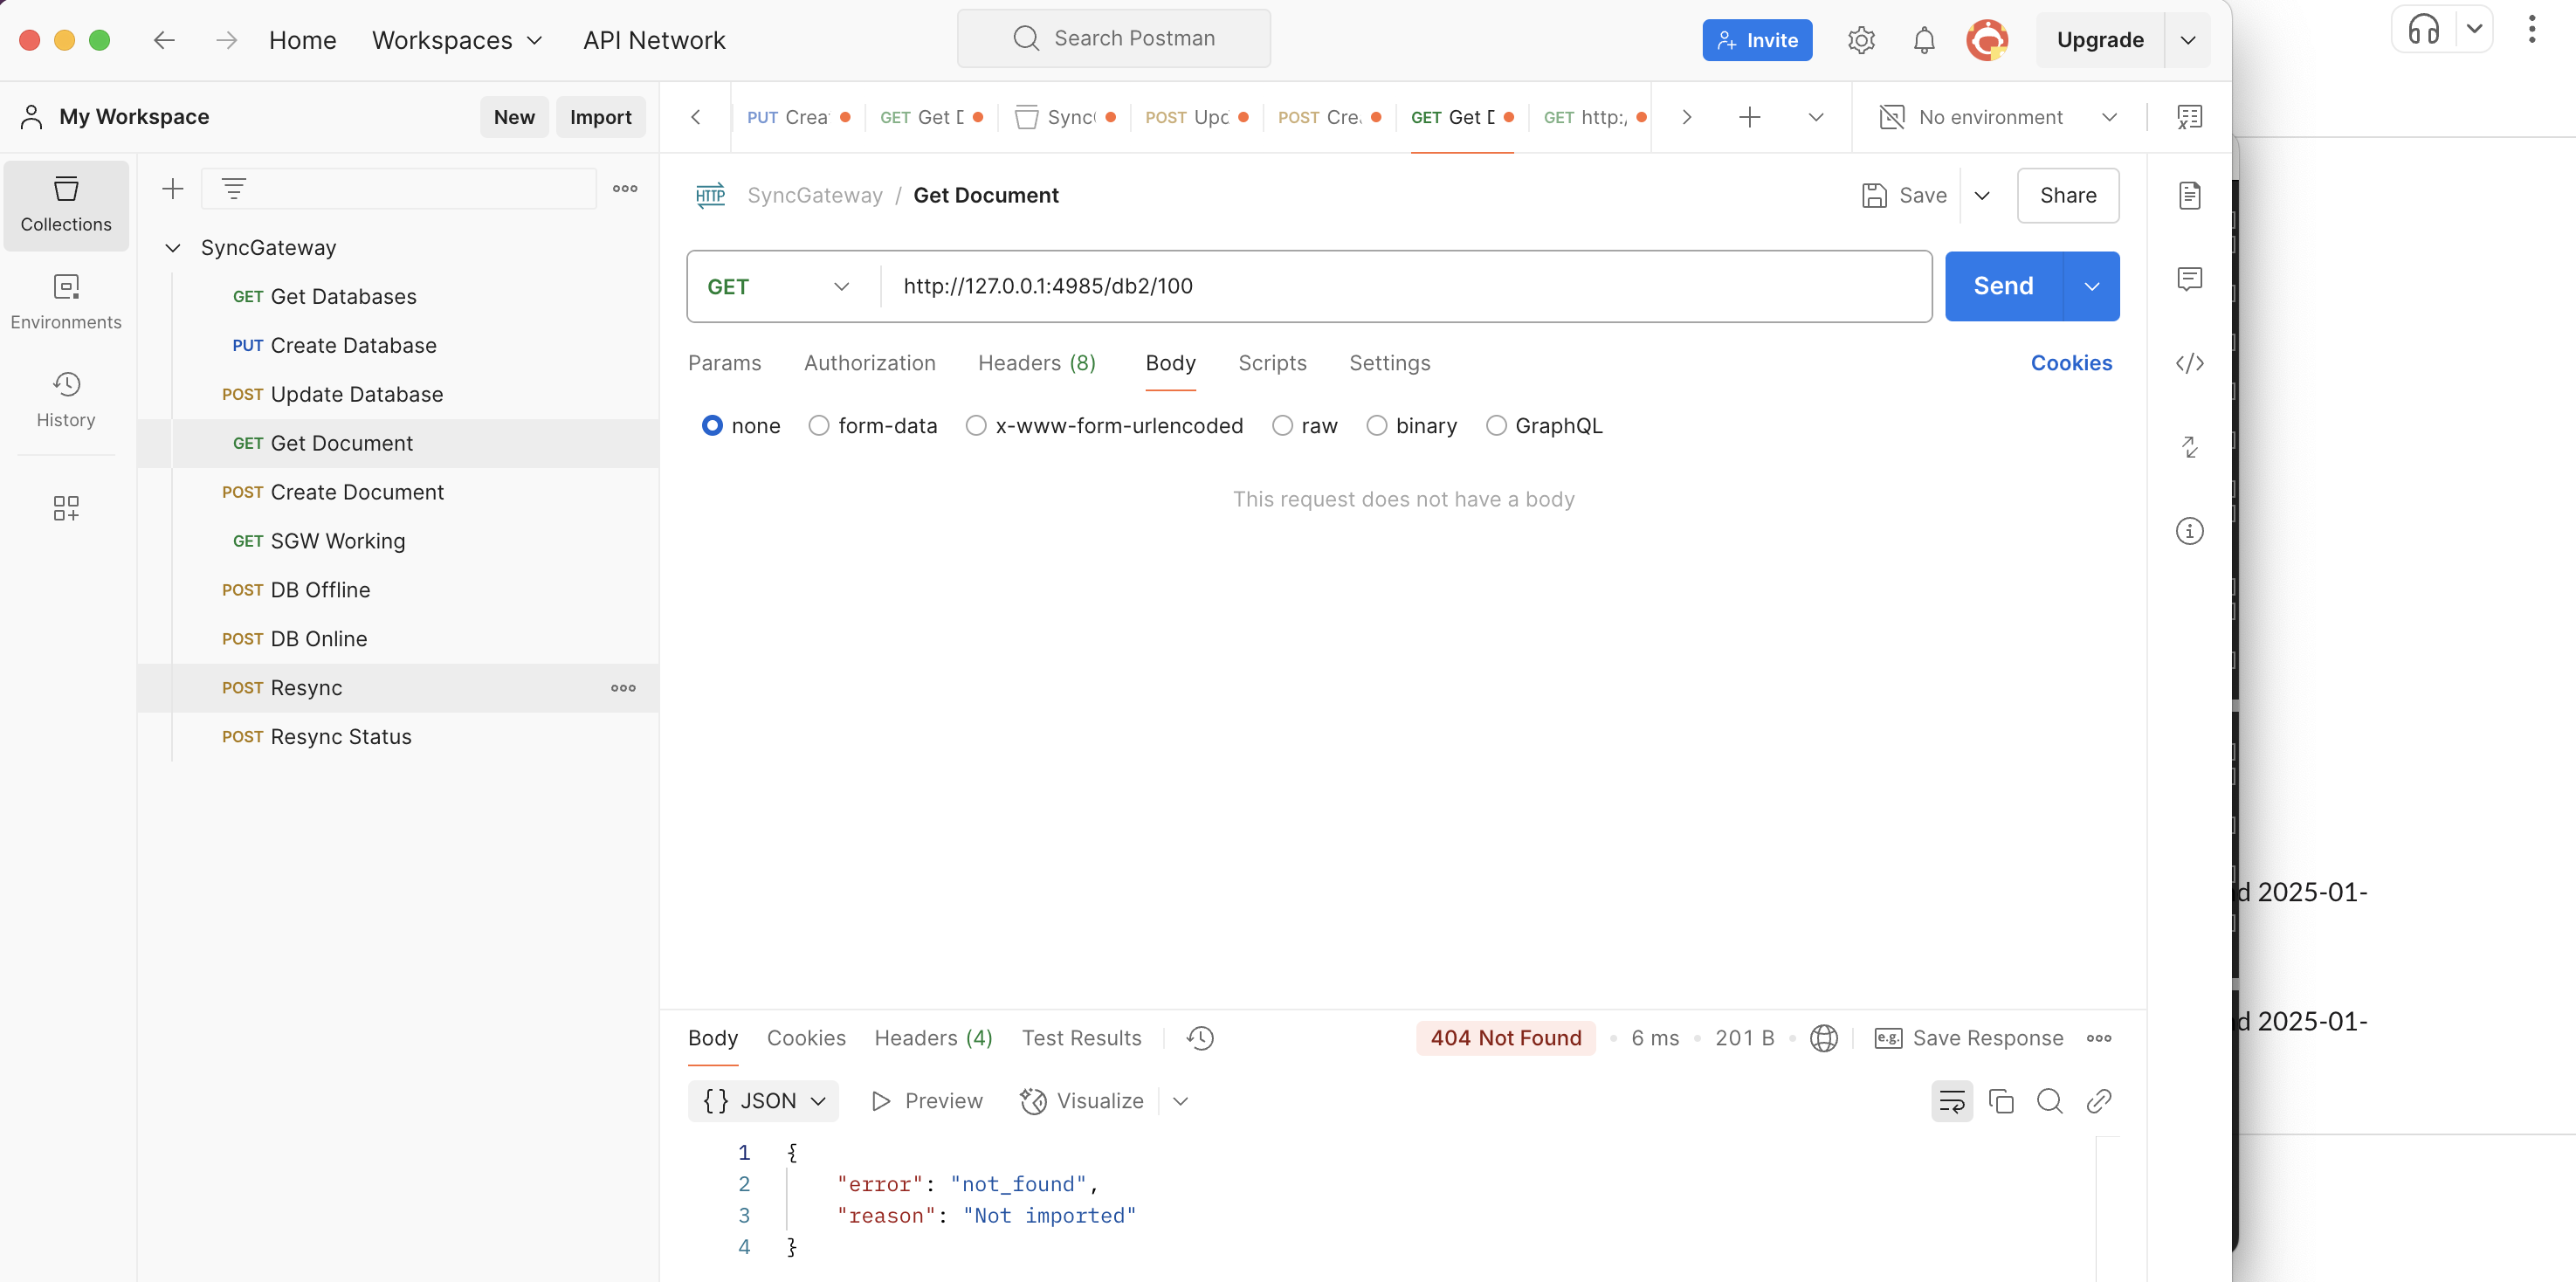 Home Workspaces API Network Search Postman Invite Upgrade
My Workspace New Import
PUT Crea GET Get D Sync POST Upd POST Cre GET Get D GET http:/ No environment
Collections
Environments
History
SyncGateway
GET Get Databases
PUT Create Database
POST Update Database
GET Get Document
POST Create Document
GET SGW Working
POST DB Offline
POST DB Online
POST Resync
POST Resync Status
HTTP SyncGateway / Get Document Save Share
GET http://127.0.0.1:4985/db2/100 Send
Params Authorization Headers (8) Body Scripts Settings Cookies
none form-data x-www-form-urlencoded raw binary GraphQL
This request does not have a body
d 2025-01-
d 2025-01-
Body Cookies Headers (4) Test Results 404 Not Found • 6 ms • 201 B • e.g. Save Response
{} JSON Preview Visualize
1 {
2 "error": "not_found",
3 "reason": "Not imported"
4 }